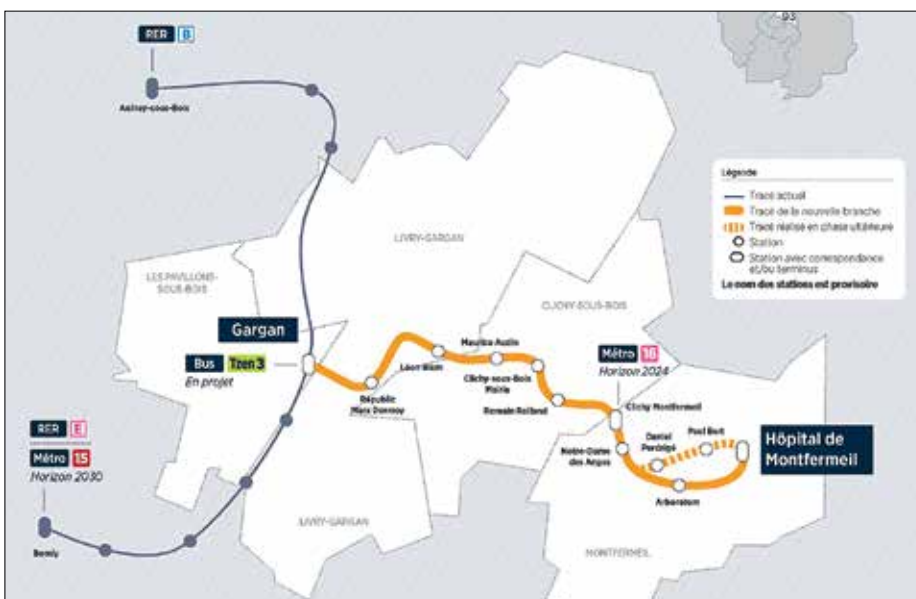 93
RER B
Aulnay-sous-Bois
Légende
Tracé actuel
Tracé de la nouvelle branche
Tracé réalisé en phase ultérieure
Station
Station avec correspondance
et/ou terminus
Le nom des stations est provisoire
LIVRY-GARGAN
LES PAVILLONS-
SOUS-BOIS
CLICHY-SOUS-BOIS
Gargan
Bus Tzen 3
En projet
Maurice Audin
Léon Blum
Clichy-sous-Bois
Mairie
République
Marx Dormoy
Romain Rolland
Métro 16
Horizon 2024
Clichy Montfermeil
Notre-Dame
des Anges
Daniel
Perdrigé
Paul Bert
Hôpital de
Montfermeil
Arboretum
RER E
Métro 15
Horizon 2030
Bondy
LIVRY-GARGAN
MONTFERMEIL